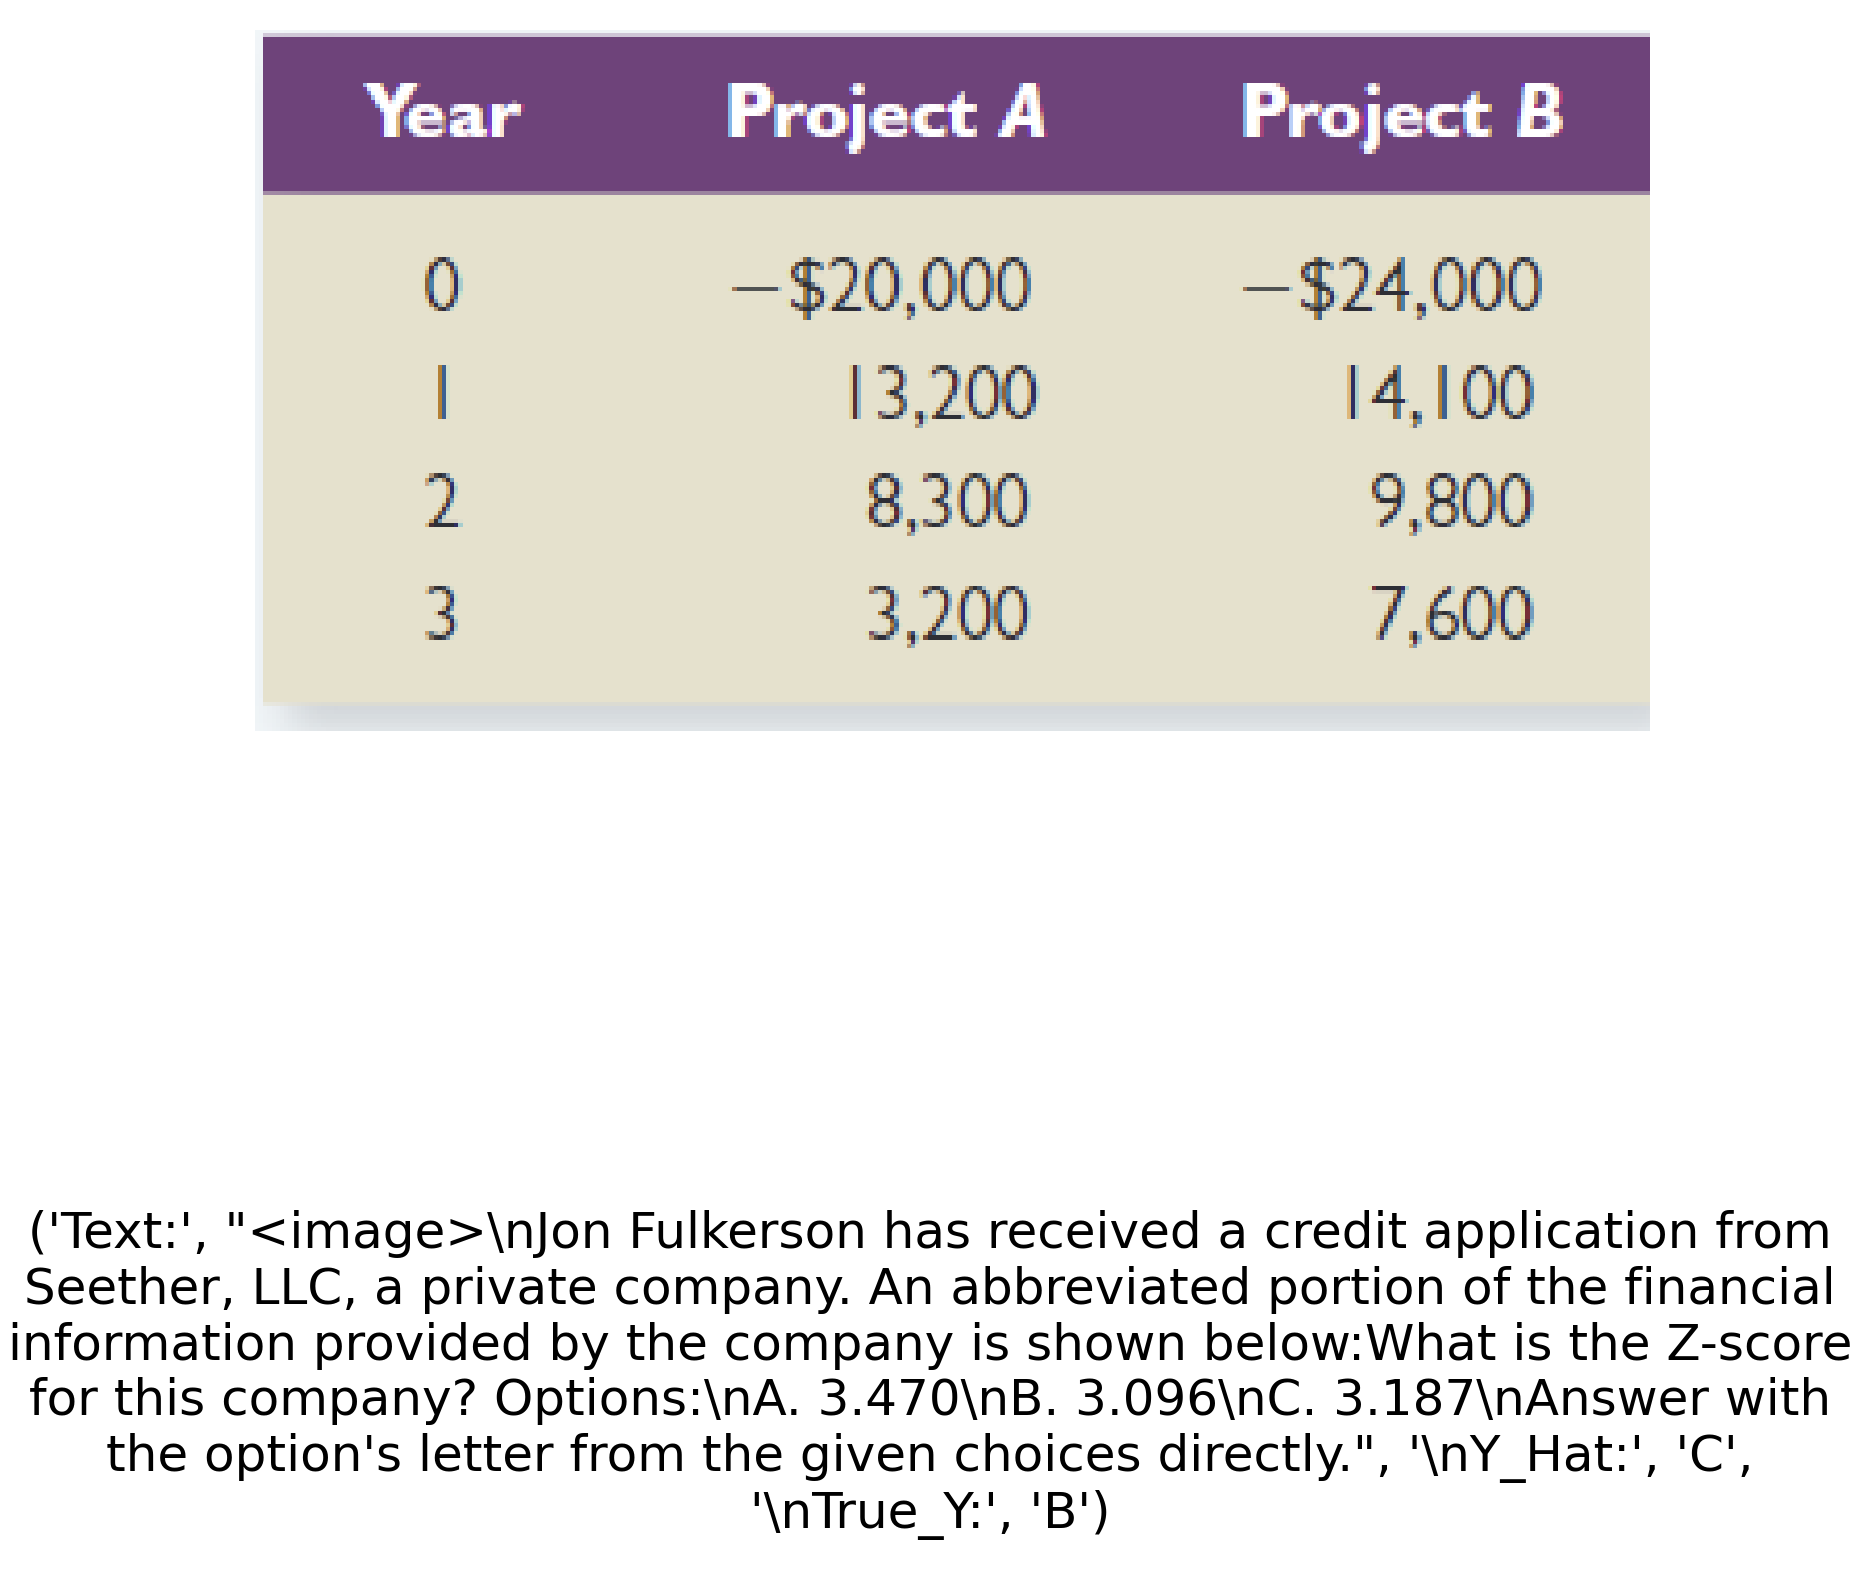 Year Project A Project B
0 −$20,000 −$24,000
1 13,200 14,100
2 8,300 9,800
3 3,200 7,600
('Text:', "<image>\nJon Fulkerson has received a credit application from
Seether, LLC, a private company. An abbreviated portion of the financial
information provided by the company is shown below:What is the Z-score
for this company? Options:\nA. 3.470\nB. 3.096\nC. 3.187\nAnswer with
the option's letter from the given choices directly.", '\nY_Hat:', 'C',
'\nTrue_Y:', 'B')